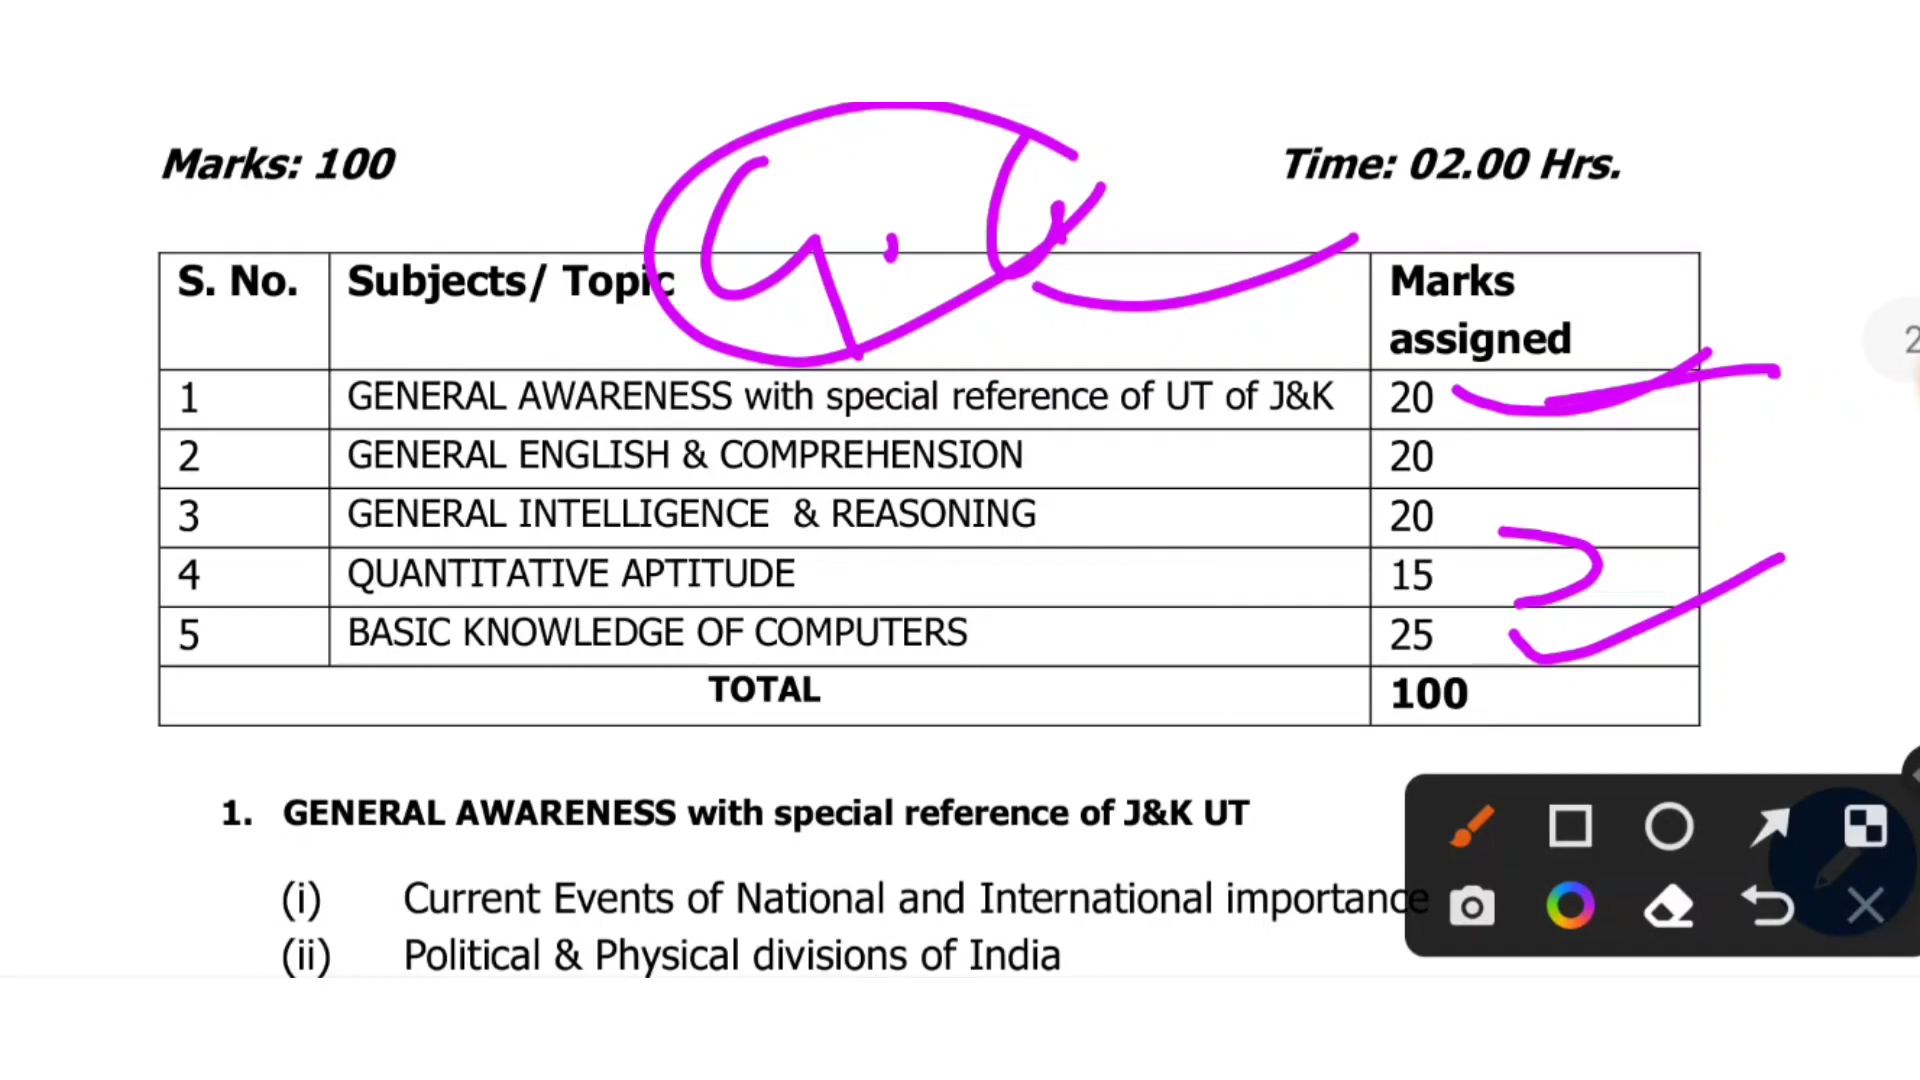 Marks: 100 Time: 02.00 Hrs.
S. No. Subjects/ Topic Marks assigned
1 GENERAL AWARENESS with special reference of UT of J&K 20
2 GENERAL ENGLISH & COMPREHENSION 20
3 GENERAL INTELLIGENCE & REASONING 20
4 QUANTITATIVE APTITUDE 15
5 BASIC KNOWLEDGE OF COMPUTERS 25
TOTAL 100
1. GENERAL AWARENESS with special reference of J&K UT
(i) Current Events of National and International importance
(ii) Political & Physical divisions of India
2